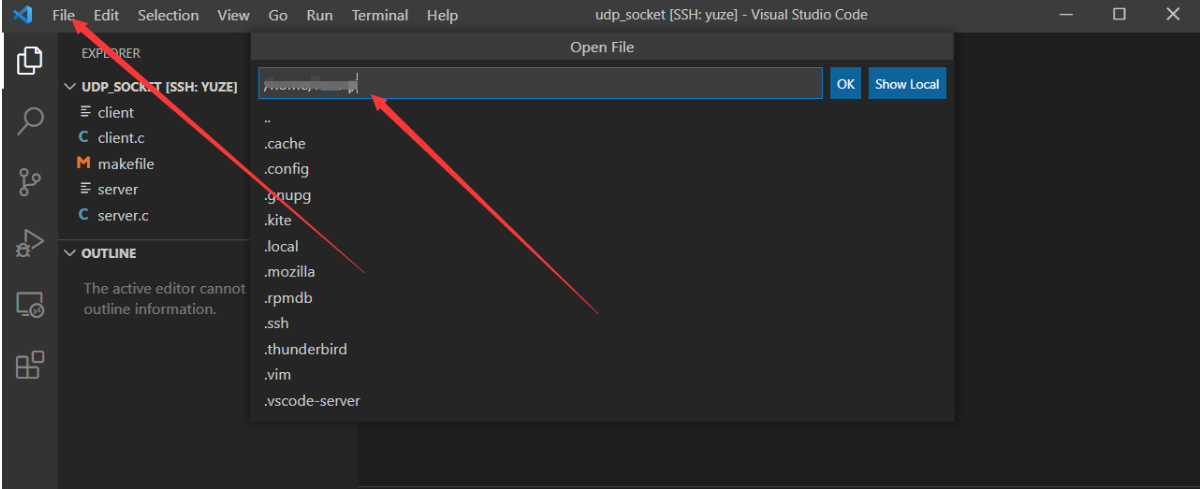 File Edit Selection View Go Run Terminal Help udp_socket [SSH: yuze] - Visual Studio Code
EXPLORER
UDP_SOCKET [SSH: YUZE]
client
C client.c
M makefile
server
C server.c
OUTLINE
The active editor cannot
outline information.
Open File
OK Show Local
..
.cache
.config
.gnupg
.kite
.local
.mozilla
.rpmdb
.ssh
.thunderbird
.vim
.vscode-server